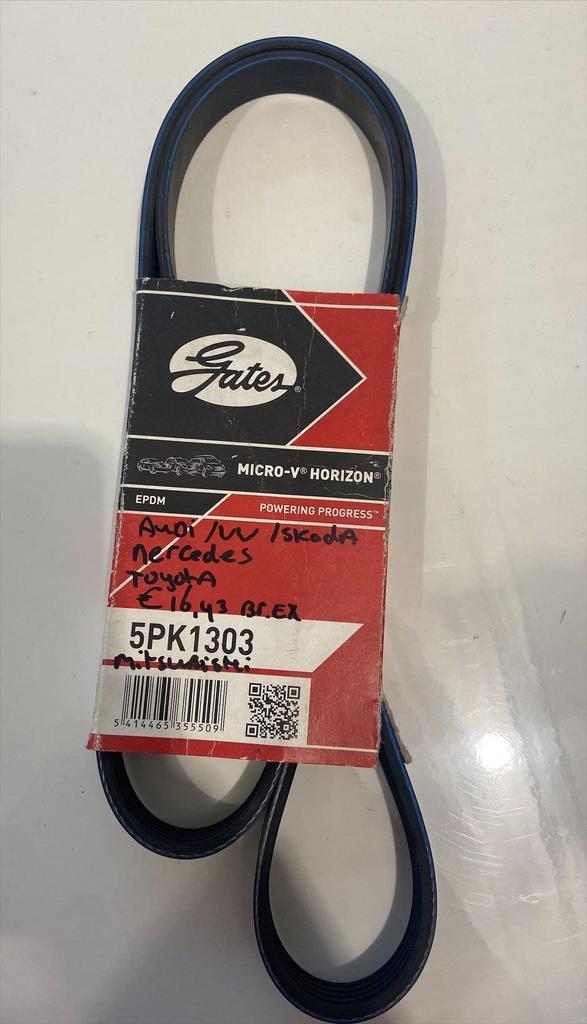 Gates®
MICRO-V® HORIZON®
EPDM
POWERING PROGRESS™
AuDi /VV /SkodA
Mercedes
ToyotA
€ 16,43 Br.EX
5PK1303
Mitsubishi
5 414465 355509